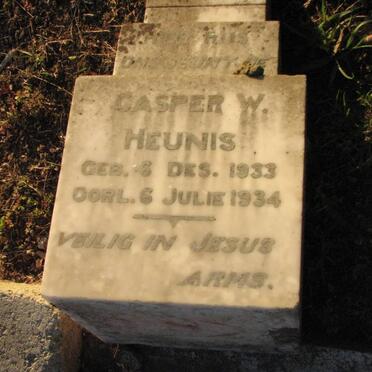 CASPER W.
HEUNIS
GEB. 6 DES. 1933
OORL. 6 JULIE 1934
VEILIG IN JESUS
ARMS.